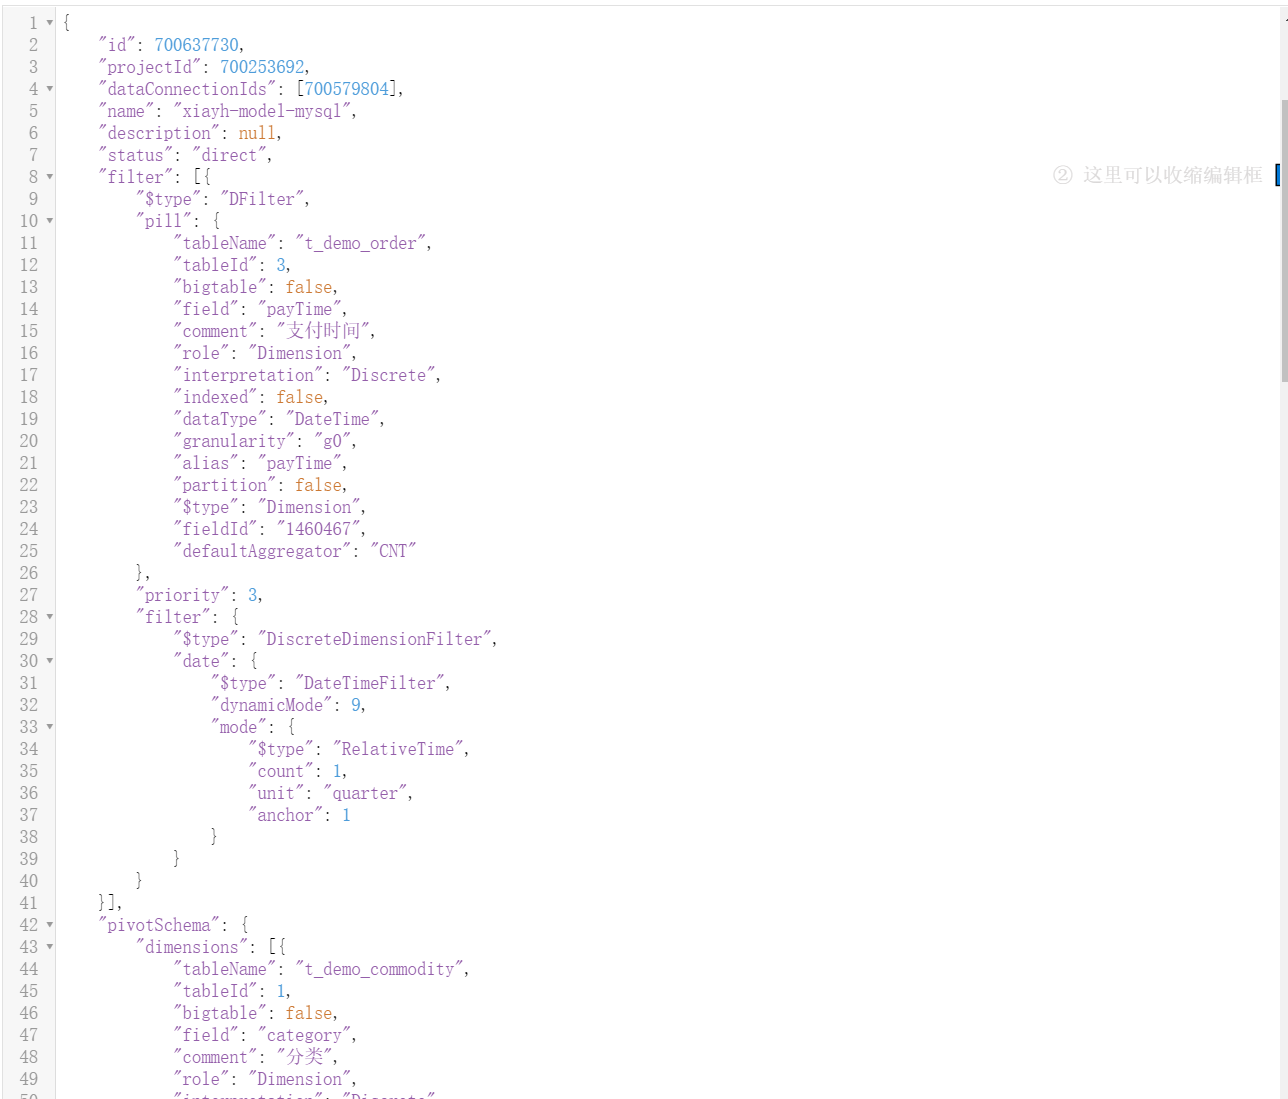 1 {
2 "id": 700637730,
3 "projectId": 700253692,
4 "dataConnectionIds": [700579804],
5 "name": "xiayh-model-mysql",
6 "description": null,
7 "status": "direct",
8 "filter": [{
② 这里可以收缩编辑框
9 "$type": "DFilter",
10 "pill": {
11 "tableName": "t_demo_order",
12 "tableId": 3,
13 "bigtable": false,
14 "field": "payTime",
15 "comment": "支付时间",
16 "role": "Dimension",
17 "interpretation": "Discrete",
18 "indexed": false,
19 "dataType": "DateTime",
20 "granularity": "g0",
21 "alias": "payTime",
22 "partition": false,
23 "$type": "Dimension",
24 "fieldId": "1460467",
25 "defaultAggregator": "CNT"
26 },
27 "priority": 3,
28 "filter": {
29 "$type": "DiscreteDimensionFilter",
30 "date": {
31 "$type": "DateTimeFilter",
32 "dynamicMode": 9,
33 "mode": {
34 "$type": "RelativeTime",
35 "count": 1,
36 "unit": "quarter",
37 "anchor": 1
38 }
39 }
40 }
41 }],
42 "pivotSchema": {
43 "dimensions": [{
44 "tableName": "t_demo_commodity",
45 "tableId": 1,
46 "bigtable": false,
47 "field": "category",
48 "comment": "分类",
49 "role": "Dimension",
50 "interpretation": "Discrete"